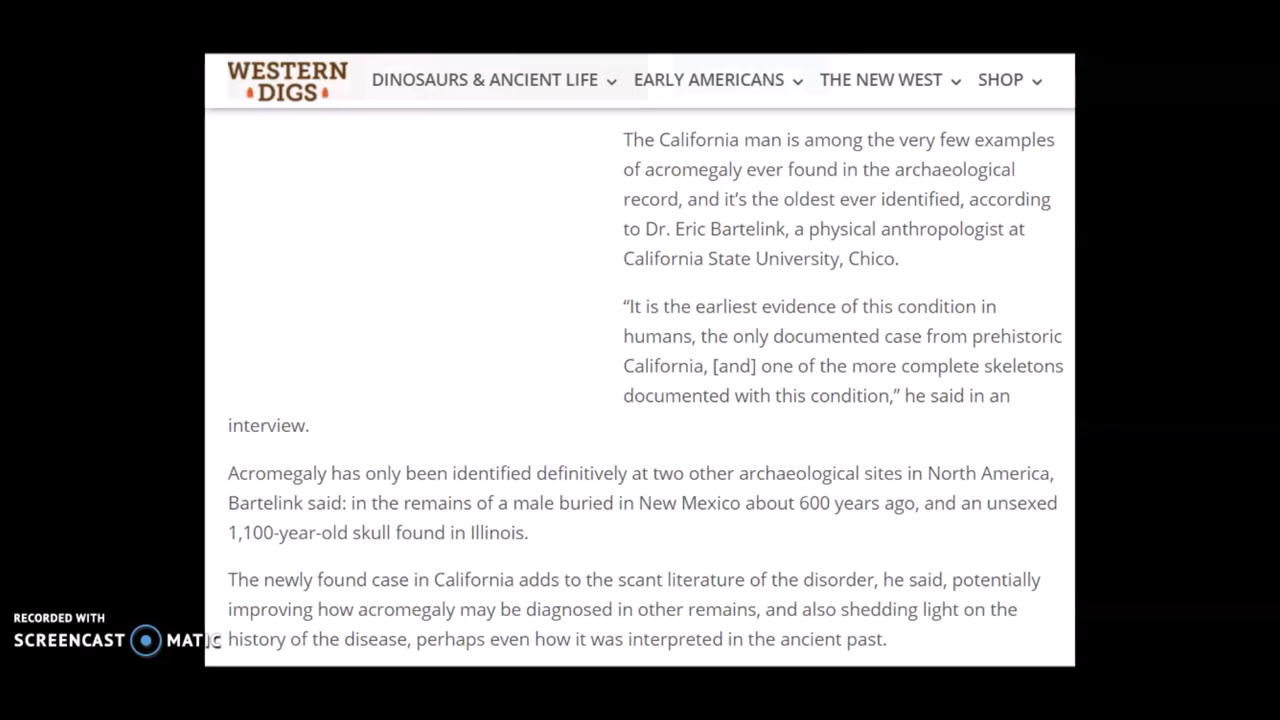 WESTERN
DIGS
DINOSAURS & ANCIENT LIFE
EARLY AMERICANS
THE NEW WEST
SHOP
The California man is among the very few examples
of acromegaly ever found in the archaeological
record, and it’s the oldest ever identified, according
to Dr. Eric Bartelink, a physical anthropologist at
California State University, Chico.
“It is the earliest evidence of this condition in
humans, the only documented case from prehistoric
California, [and] one of the more complete skeletons
documented with this condition,” he said in an
interview.
Acromegaly has only been identified definitively at two other archaeological sites in North America,
Bartelink said: in the remains of a male buried in New Mexico about 600 years ago, and an unsexed
1,100-year-old skull found in Illinois.
The newly found case in California adds to the scant literature of the disorder, he said, potentially
improving how acromegaly may be diagnosed in other remains, and also shedding light on the
history of the disease, perhaps even how it was interpreted in the ancient past.
RECORDED WITH
SCREENCAST MATIC